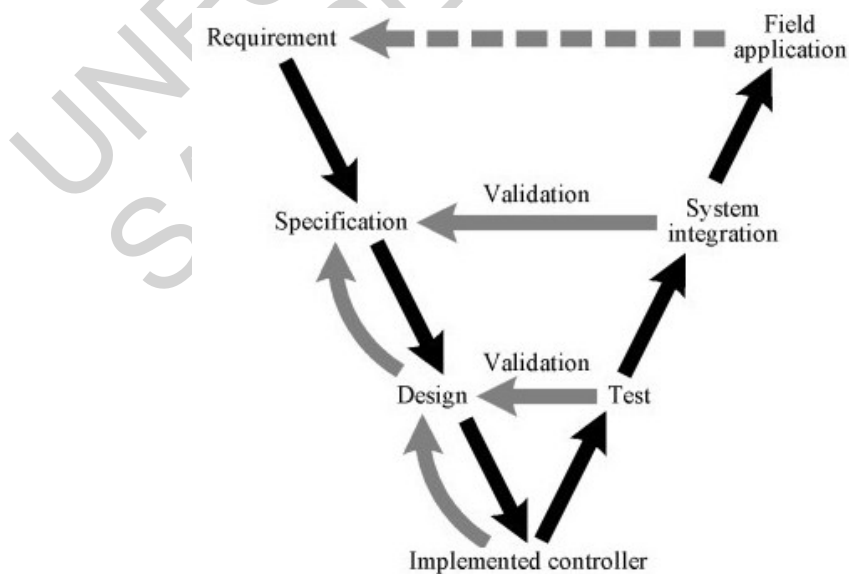 Field
Requirement
application
Validation
Specification
System
integration
Validation
Design
Test
Implemented controller